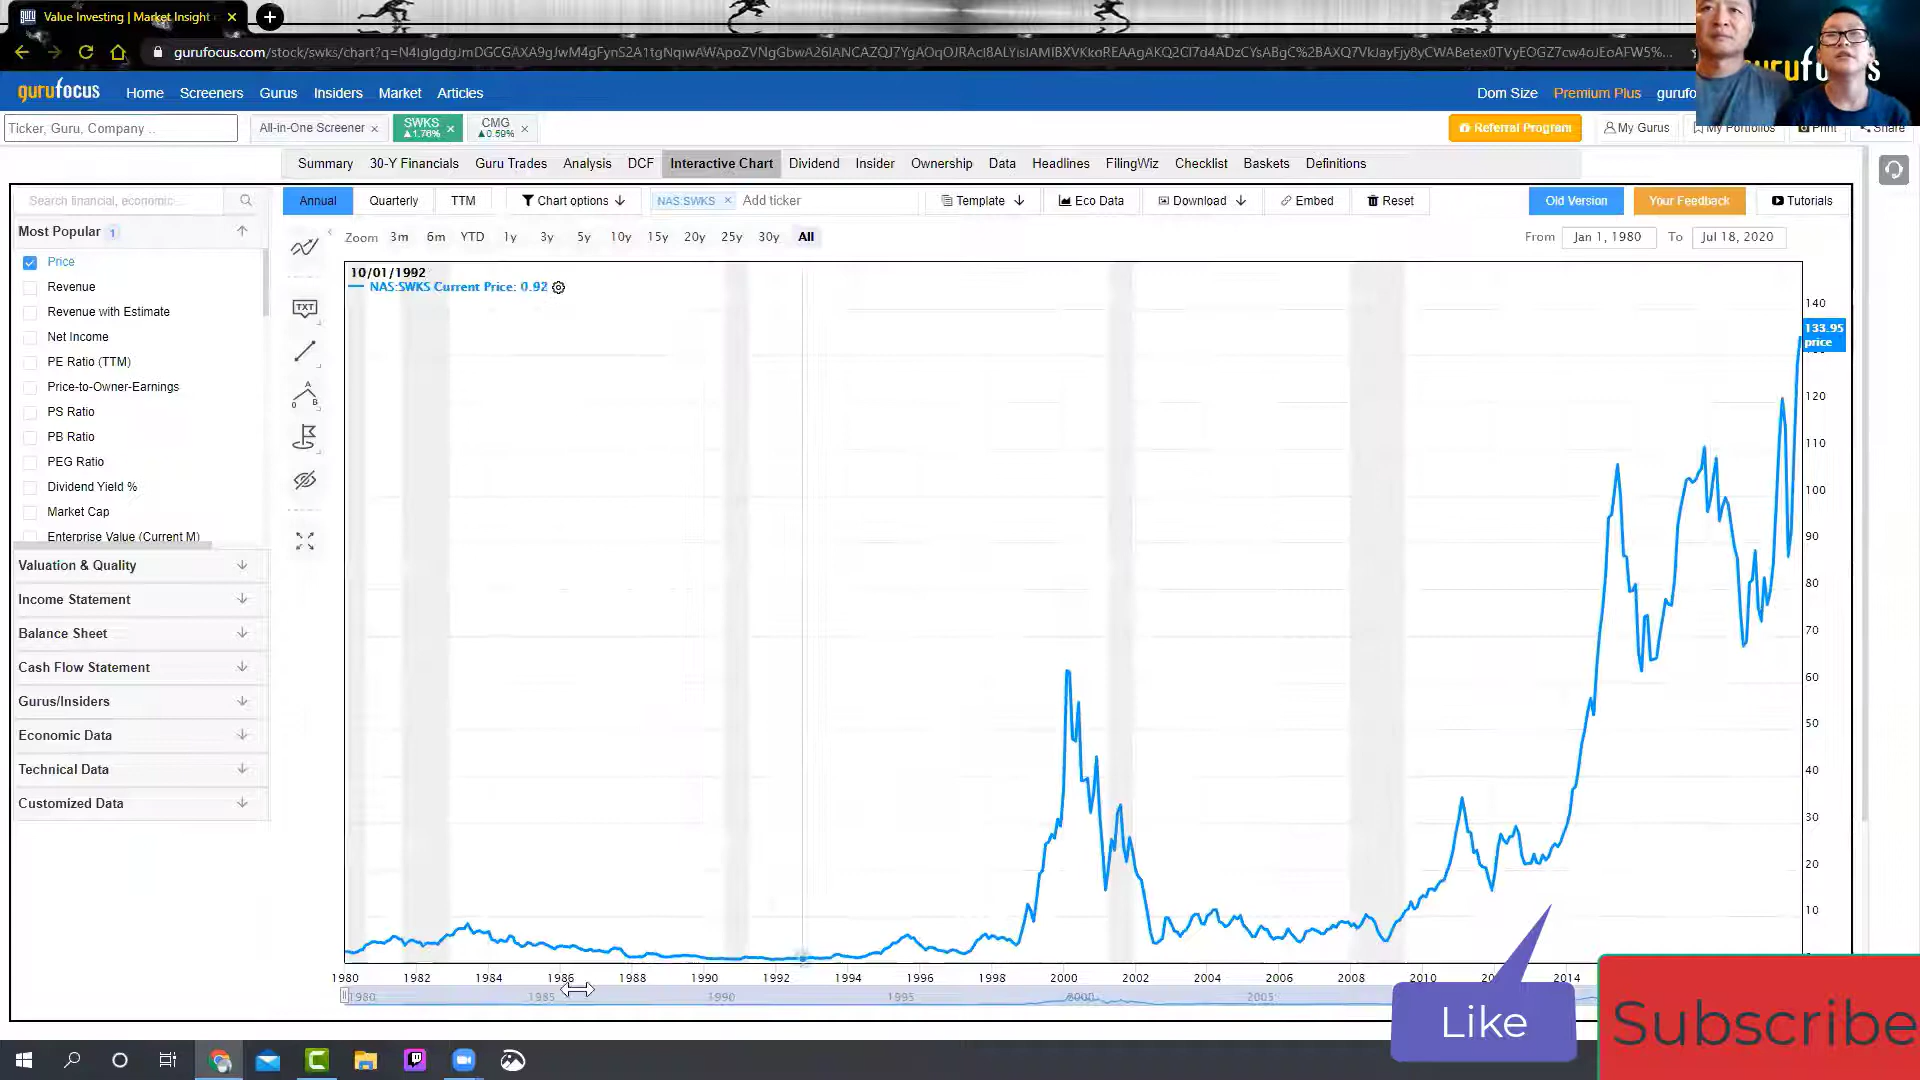 Value Investing | Market Insight
gurufocus.com/stock/swks/chart?q=
gurufocus Home Screeners Gurus Insiders Market Articles
Dom Size Premium Plus gurufo
gurufocus
Ticker, Guru, Company ..
All-in-One Screener ×
SWKS ▲1.76% ×
CMG ▲0.59% ×
Referral Program My Gurus My Portfolios Print Share
Summary 30-Y Financials Guru Trades Analysis DCF Interactive Chart Dividend Insider Ownership Data Headlines FilingWiz Checklist Baskets Definitions
Search financial, economic ...
Annual Quarterly TTM Chart options NAS:SWKS × Add ticker Template Eco Data Download Embed Reset Old Version Your Feedback Tutorials
Most Popular 1
Price
Revenue
Revenue with Estimate
Net Income
PE Ratio (TTM)
Price-to-Owner-Earnings
PS Ratio
PB Ratio
PEG Ratio
Dividend Yield %
Market Cap
Enterprise Value (Current M)
Valuation & Quality
Income Statement
Balance Sheet
Cash Flow Statement
Gurus/Insiders
Economic Data
Technical Data
Customized Data
TXT
A
0 B
Zoom 3m 6m YTD 1y 3y 5y 10y 15y 20y 25y 30y All
From Jan 1, 1980 To Jul 18, 2020
10/01/1992
NAS:SWKS Current Price: 0.92
140
133.95
price
120
110
100
90
80
70
60
50
40
30
20
10
1980 1982 1984 1986 1988 1990 1992 1994 1996 1998 2000 2002 2004 2006 2008 2010 2014
1980 1985 1990 1995 2000 2005
Like
Subscribe